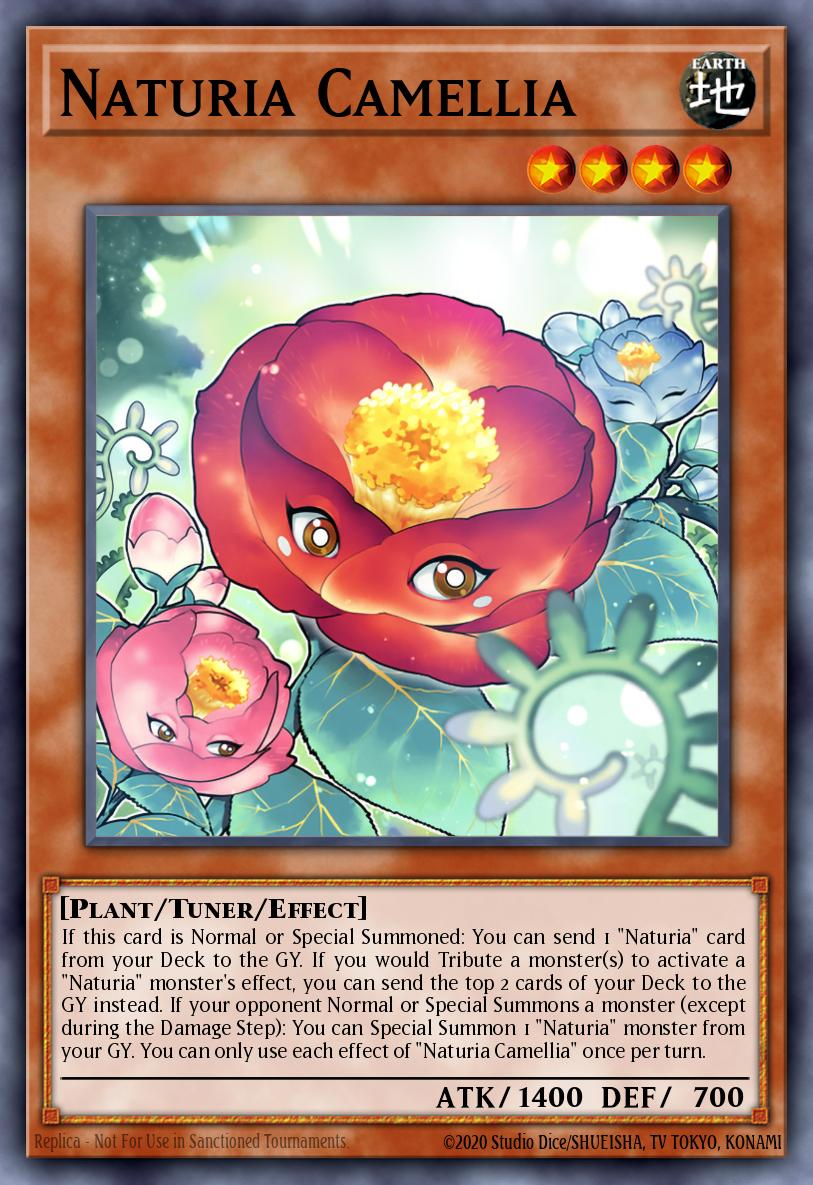 Naturia Camellia
EARTH
地
[Plant/Tuner/Effect]
If this card is Normal or Special Summoned: You can send 1 "Naturia" card
from your Deck to the GY. If you would Tribute a monster(s) to activate a
"Naturia" monster's effect, you can send the top 2 cards of your Deck to the
GY instead. If your opponent Normal or Special Summons a monster (except
during the Damage Step): You can Special Summon 1 "Naturia" monster from
your GY. You can only use each effect of "Naturia Camellia" once per turn.
ATK/ 1400 DEF/ 700
Replica - Not For Use in Sanctioned Tournaments. ©2020 Studio Dice/SHUEISHA, TV TOKYO, KONAMI